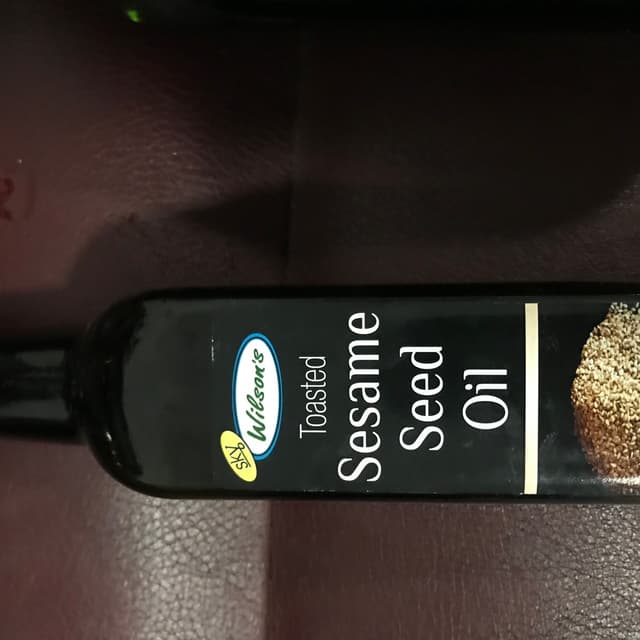 SKY
Wilson's
Toasted
Sesame
Seed
Oil